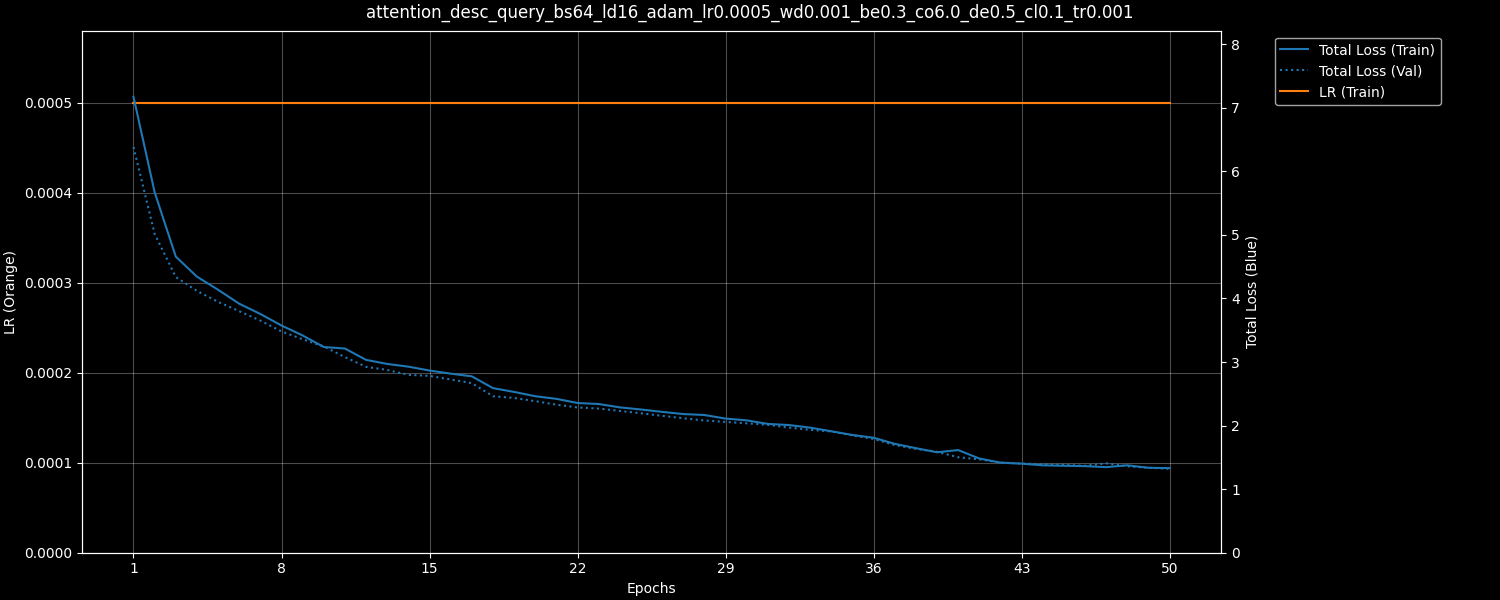 attention_desc_query_bs64_ld16_adam_lr0.0005_wd0.001_be0.3_co6.0_de0.5_cl0.1_tr0.001
Total Loss (Train)
Total Loss (Val)
LR (Train)
LR (Orange)
0.0005
0.0004
0.0003
0.0002
0.0001
0.0000
8
7
6
5
4
3
2
1
0
Total Loss (Blue)
1 8 15 22 29 36 43 50
Epochs